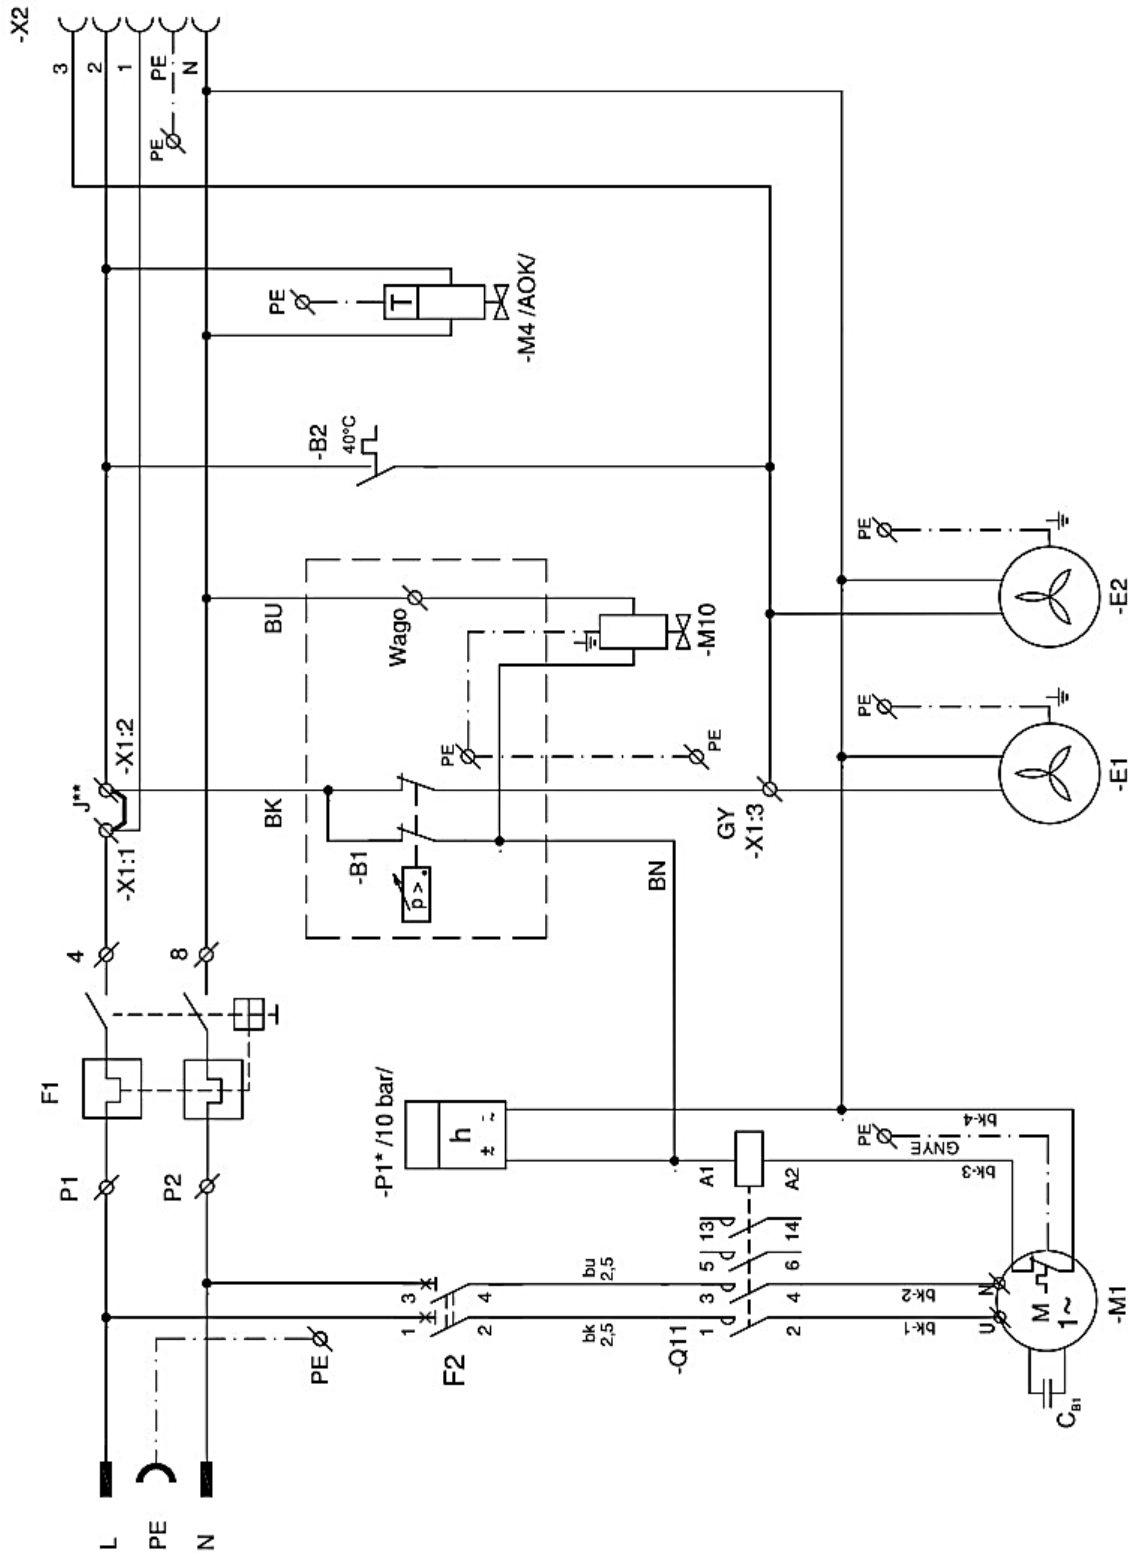 -X2
3
2
1
PE
N
PE
PE
T
-M4 /AOK/
-B2
40°C
BU
Wago
-M10
PE
PE
J**
-X1:2
-X1:1
BK
-B1
p >
GY
-X1:3
BN
PE
-E2
PE
-E1
4
8
F1
P1
P2
-P1* /10 bar/
h
± ~
A1
A2
13
14
5
6
3
4
1
2
-Q11
bu
2,5
bk
2,5
3
4
1
2
F2
PE
bk-4
PE
GNYE
bk-3
bk-2
bk-1
N
U
M
1~
-M1
CB1
L
PE
N